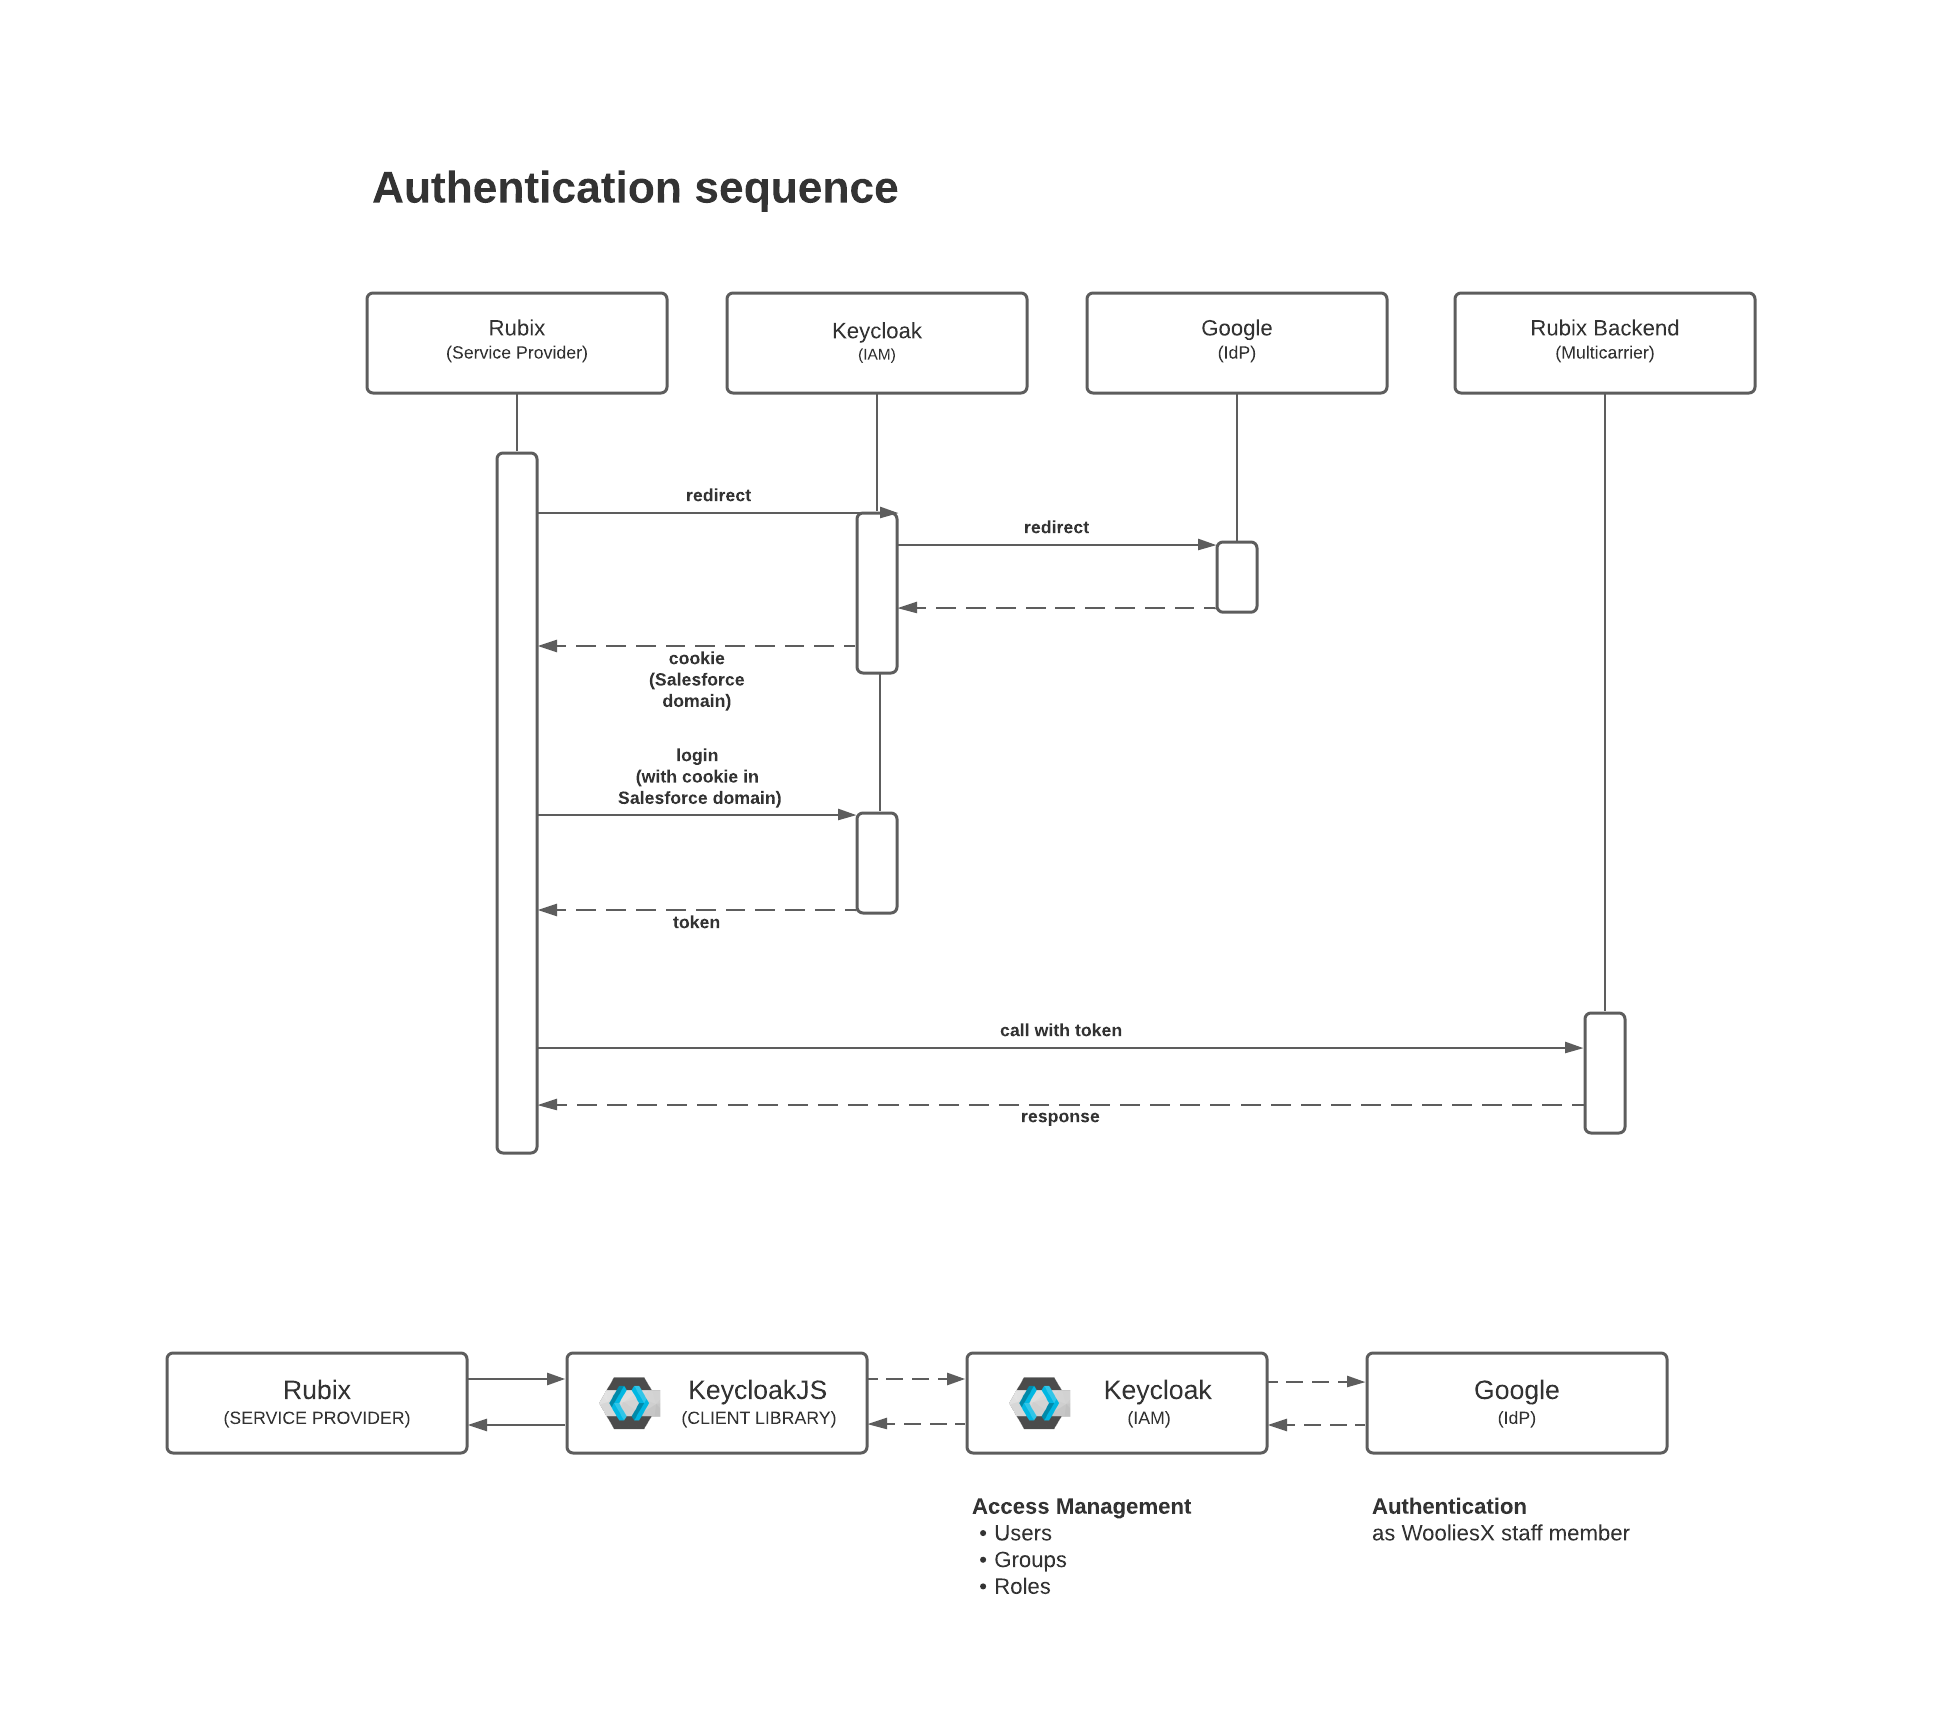 Authentication sequence
Rubix
(Service Provider)
Keycloak
(IAM)
Google
(IdP)
Rubix Backend
(Multicarrier)
redirect
redirect
cookie
(Salesforce
domain)
login
(with cookie in
Salesforce domain)
token
call with token
response
Rubix
(SERVICE PROVIDER)
KeycloakJS
(CLIENT LIBRARY)
Keycloak
(IAM)
Google
(IdP)
Access Management
• Users
• Groups
• Roles
Authentication
as WooliesX staff member